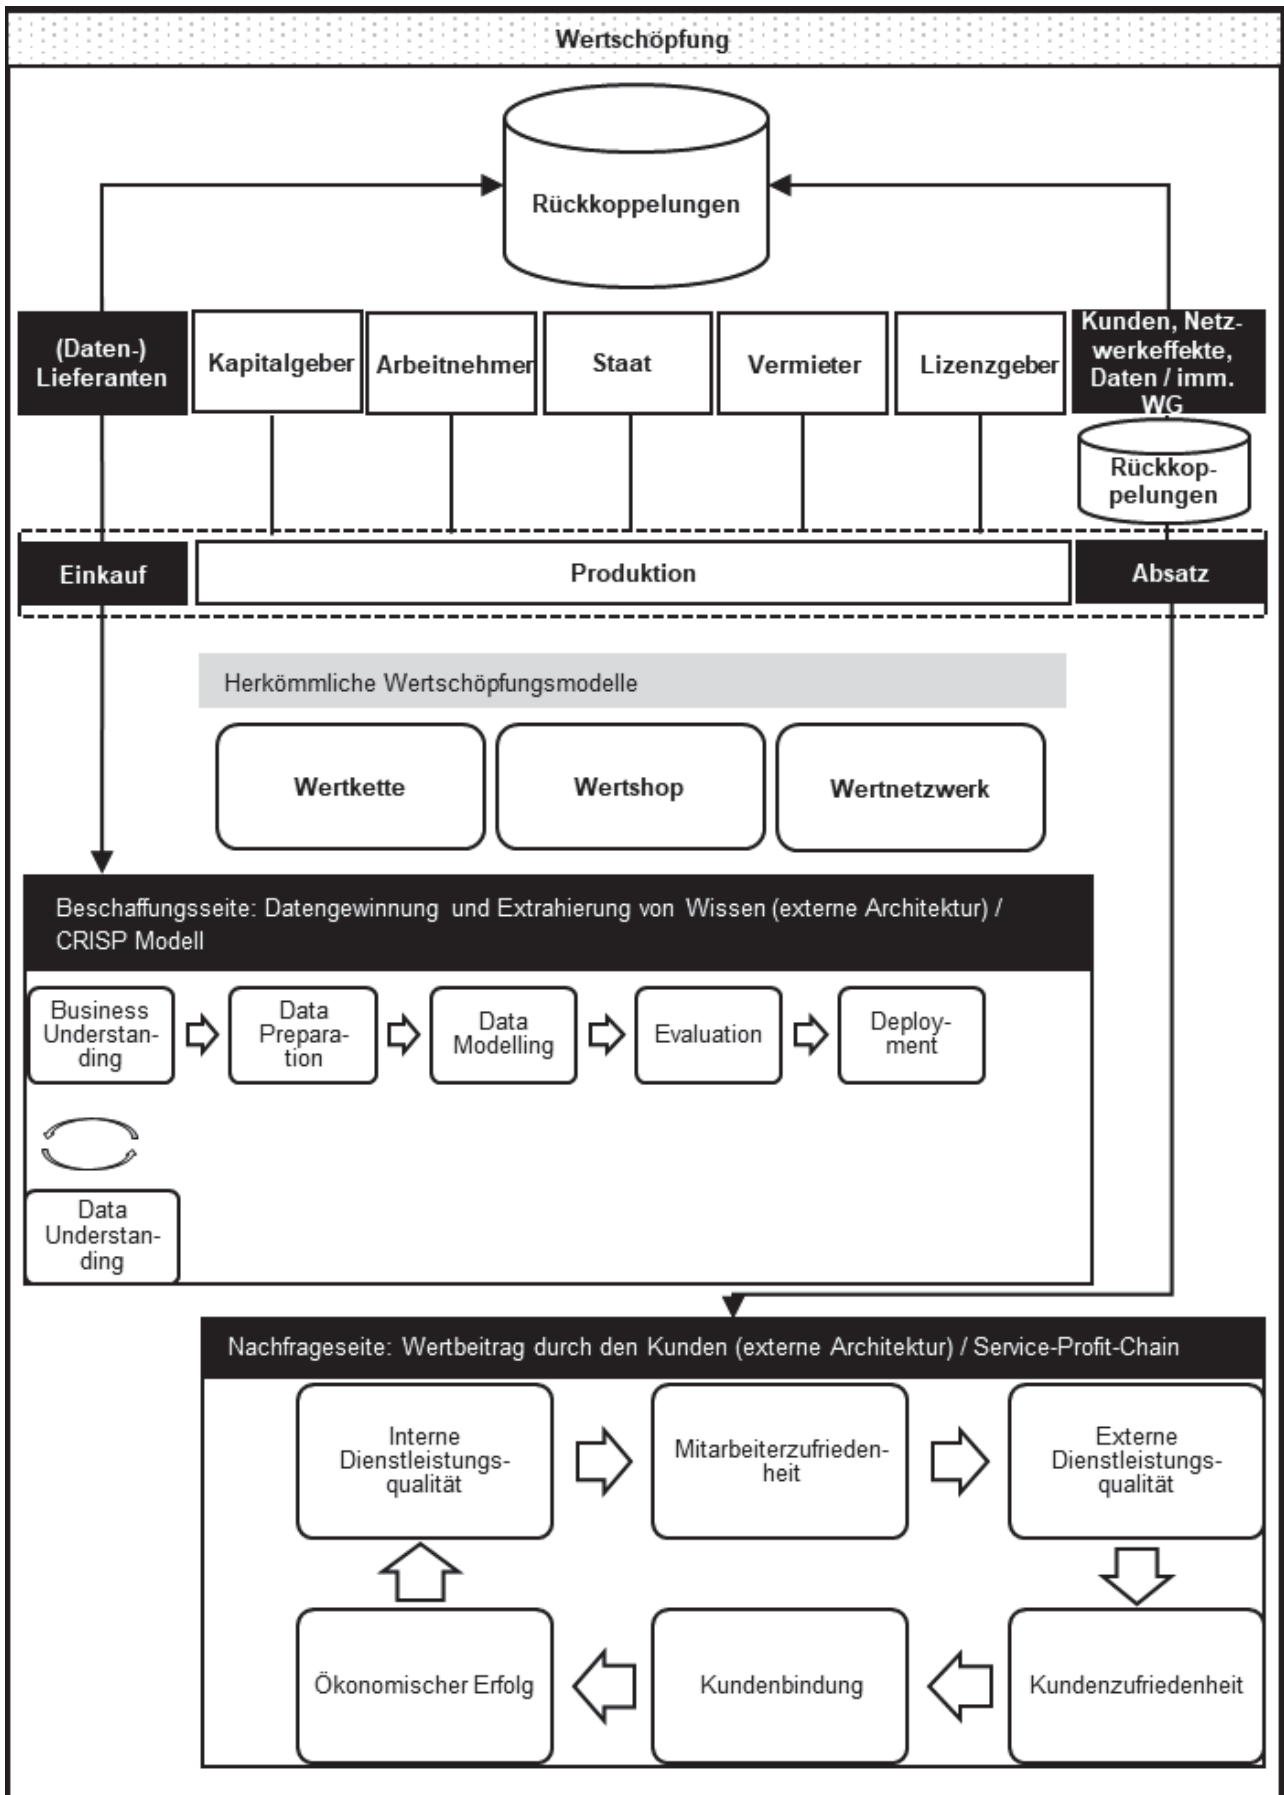 Wertschöpfung
Rückkoppelungen
(Daten-)
Lieferanten
Kapitalgeber
Arbeitnehmer
Staat
Vermieter
Lizenzgeber
Kunden, Netz-
werkeffekte,
Daten / imm.
WG
Rückkop-
pelungen
Einkauf
Produktion
Absatz
Herkömmliche Wertschöpfungsmodelle
Wertkette
Wertshop
Wertnetzwerk
Beschaffungsseite: Datengewinnung und Extrahierung von Wissen (externe Architektur) /
CRISP Modell
Business
Understan-
ding
Data
Prepara-
tion
Data
Modelling
Evaluation
Deploy-
ment
Data
Understan-
ding
Nachfrageseite: Wertbeitrag durch den Kunden (externe Architektur) / Service-Profit-Chain
Interne
Dienstleistungs-
qualität
Mitarbeiterzufrieden-
heit
Externe
Dienstleistungs-
qualität
Ökonomischer Erfolg
Kundenbindung
Kundenzufriedenheit